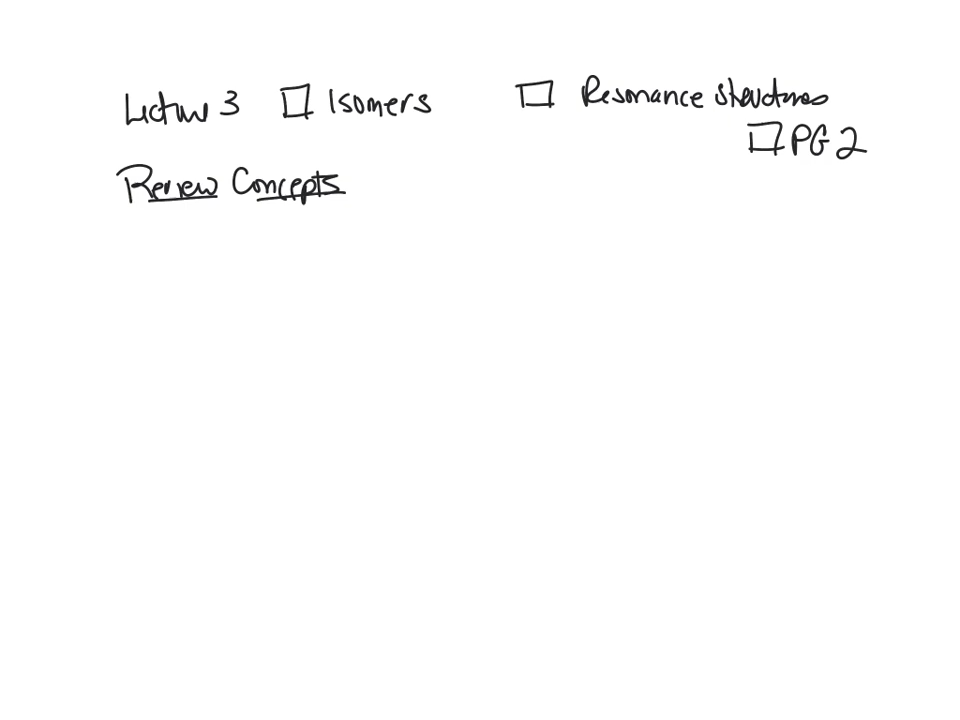 Lecture 3 ☐ Isomers ☐ Resonance structures
☐ PG 2
Review Concepts